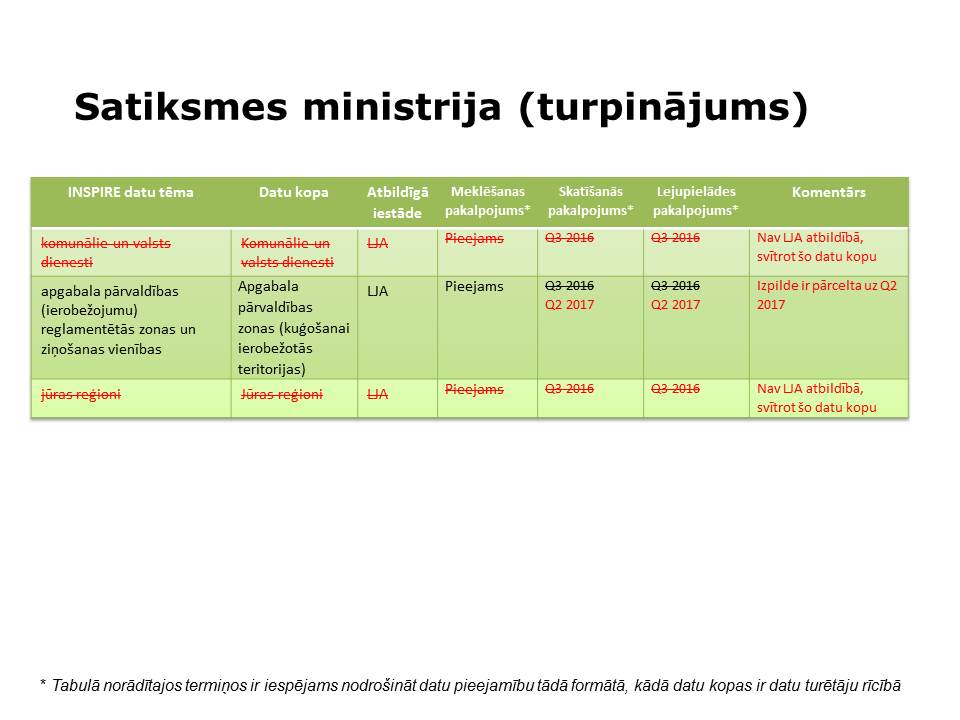 Satiksmes ministrija (turpinājums)
INSPIRE datu tēma
Datu kopa
Atbildīgā
iestāde
Meklēšanas
pakalpojums*
Skatīšanās
pakalpojums*
Lejupielādes
pakalpojums*
Komentārs
komunālie un valsts
dienesti
Komunālie un
valsts dienesti
LJA
Pieejams
Q3 2016
Q3 2016
Nav LJA atbildībā,
svītrot šo datu kopu
apgabala pārvaldības
(ierobežojumu)
reglamentētās zonas un
ziņošanas vienības
Apgabala
pārvaldības
zonas (kuģošanai
ierobežotās
teritorijas)
LJA
Pieejams
Q3 2016
Q2 2017
Q3 2016
Q2 2017
Izpilde ir pārcelta uz Q2
2017
jūras reģioni
Jūras reģioni
LJA
Pieejams
Q3 2016
Q3 2016
Nav LJA atbildībā,
svītrot šo datu kopu
* Tabulā norādītajos termiņos ir iespējams nodrošināt datu pieejamību tādā formātā, kādā datu kopas ir datu turētāju rīcībā